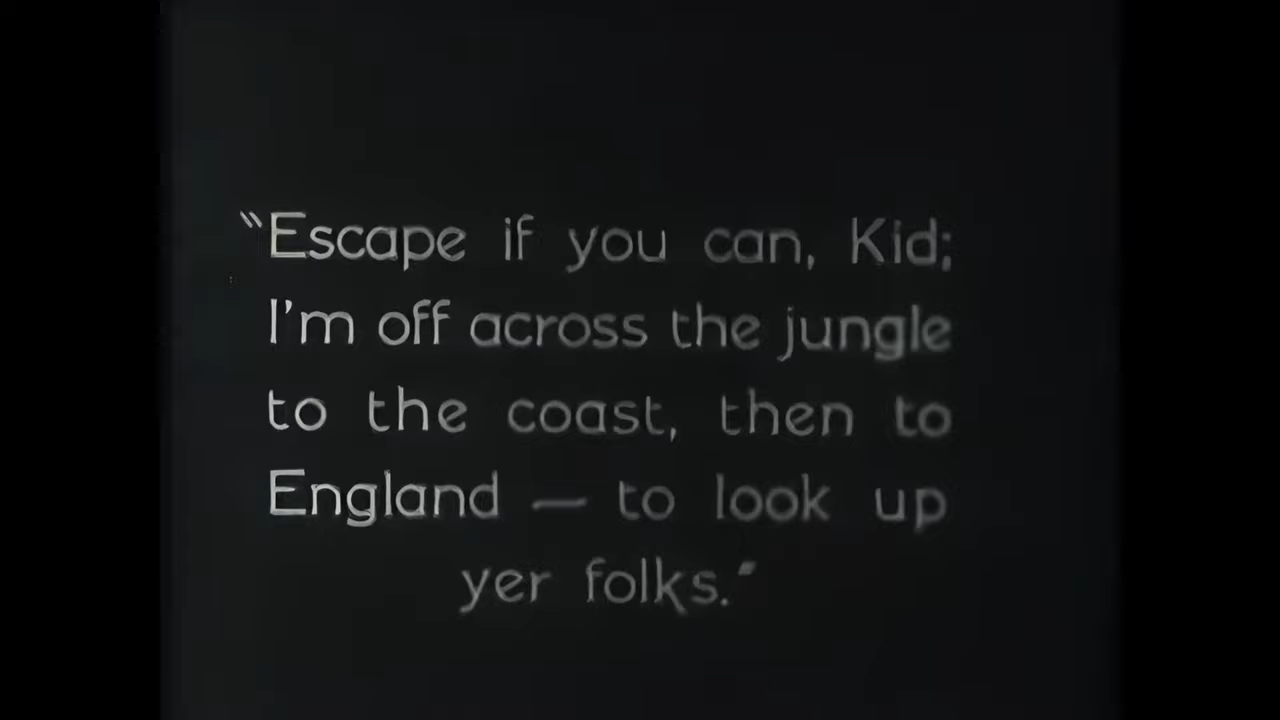 "Escape if you can, Kid;
I'm off across the jungle
to the coast, then to
England — to look up
yer folks."